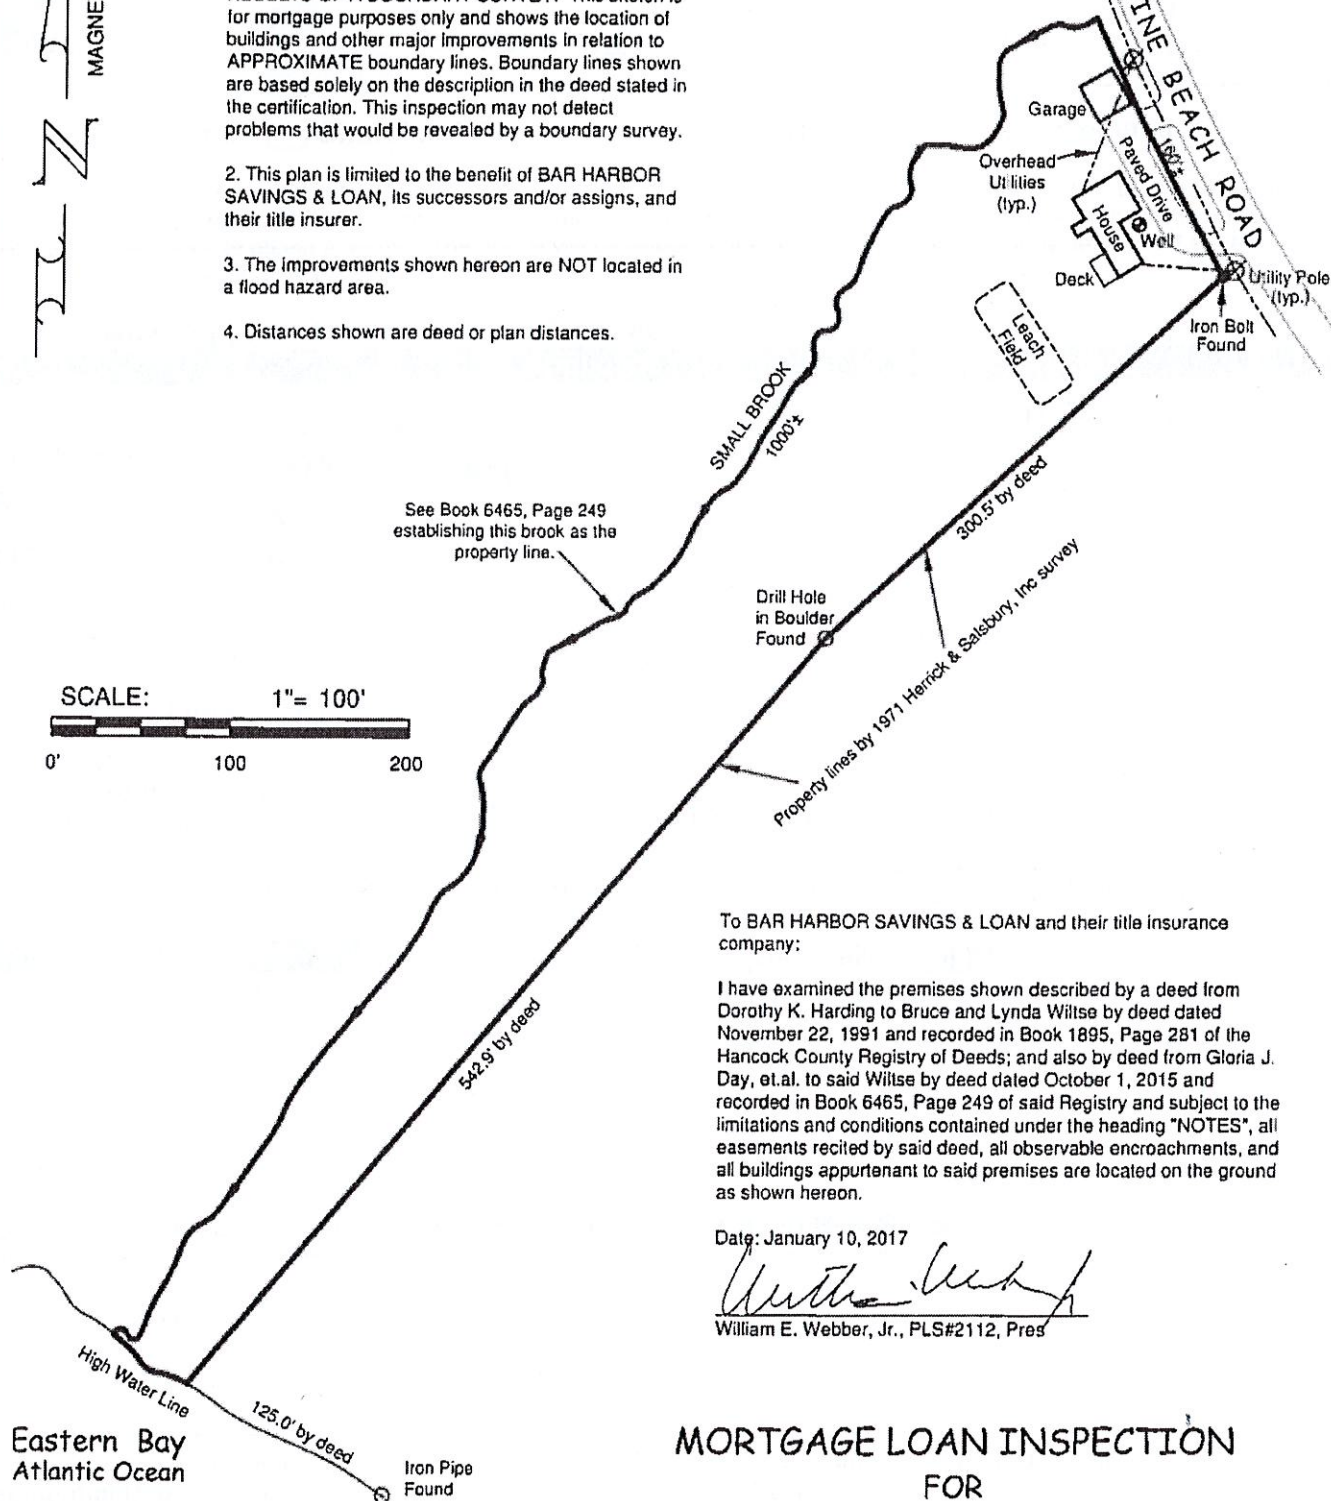 MAGNE
N
for mortgage purposes only and shows the location of
buildings and other major improvements in relation to
APPROXIMATE boundary lines. Boundary lines shown
are based solely on the description in the deed stated in
the certification. This inspection may not detect
problems that would be revealed by a boundary survey.
2. This plan is limited to the benefit of BAR HARBOR
SAVINGS & LOAN, its successors and/or assigns, and
their title insurer.
3. The improvements shown hereon are NOT located in
a flood hazard area.
4. Distances shown are deed or plan distances.
INE BEACH ROAD
Garage
Overhead
Utilities
(typ.)
Paved Drive
160'±
House
Well
Deck
Utility Pole
(typ.)
Iron Bolt
Found
Leach
Field
SMALL BROOK
1000'±
See Book 6465, Page 249
establishing this brook as the
property line.
300.5' by deed
Drill Hole
in Boulder
Found
Property lines by 1971 Herrick & Salsbury, Inc survey
SCALE: 1"= 100'
0' 100 200
542.9' by deed
To BAR HARBOR SAVINGS & LOAN and their title insurance
company:
I have examined the premises shown described by a deed from
Dorothy K. Harding to Bruce and Lynda Wiltse by deed dated
November 22, 1991 and recorded in Book 1895, Page 281 of the
Hancock County Registry of Deeds; and also by deed from Gloria J.
Day, et.al. to said Wiltse by deed dated October 1, 2015 and
recorded in Book 6465, Page 249 of said Registry and subject to the
limitations and conditions contained under the heading "NOTES", all
easements recited by said deed, all observable encroachments, and
all buildings appurtenant to said premises are located on the ground
as shown hereon.
Date: January 10, 2017
William E. Webber, Jr., PLS#2112, Pres
High Water Line
125.0' by deed
Eastern Bay
Atlantic Ocean
Iron Pipe
Found
MORTGAGE LOAN INSPECTION
FOR